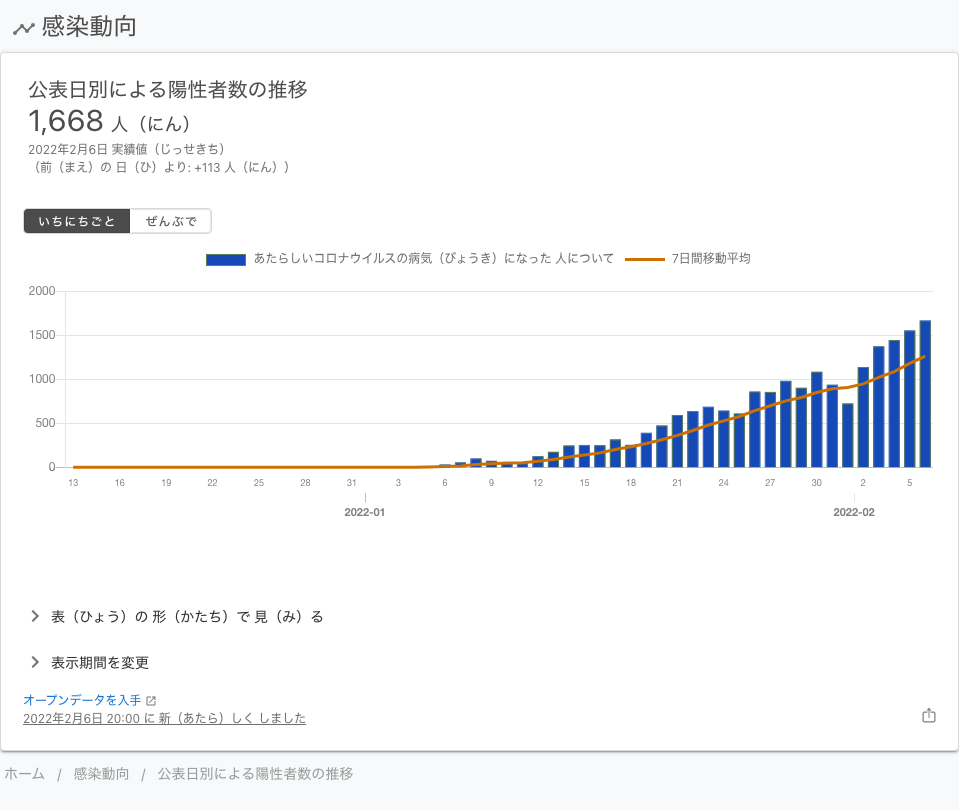 感染動向
公表日別による陽性者数の推移
1,668 人（にん）
2022年2月6日 実績値（じっせきち）
（前（まえ）の 日（ひ）より: +113 人（にん））
いちにちごと ぜんぶで
あたらしいコロナウイルスの病気（びょうき）になった 人について 7日間移動平均
2000
1500
1000
500
0
13 16 19 22 25 28 31 3 6 9 12 15 18 21 24 27 30 2 5
2022-01 2022-02
表（ひょう）の 形（かたち）で 見（み）る
表示期間を変更
オープンデータを入手
2022年2月6日 20:00 に 新（あたら）しく しました
ホーム / 感染動向 / 公表日別による陽性者数の推移